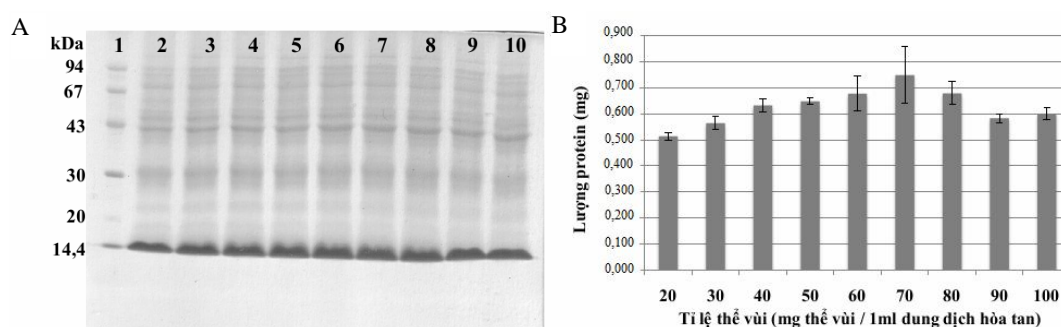 A
kDa 1 2 3 4 5 6 7 8 9 10
94
67
43
30
20
14,4
B
Lượng protein (mg)
0,900
0,800
0,700
0,600
0,500
0,400
0,300
0,200
0,100
0,000
20 30 40 50 60 70 80 90 100
Tỉ lệ thể vùi (mg thể vùi / 1ml dung dịch hòa tan)